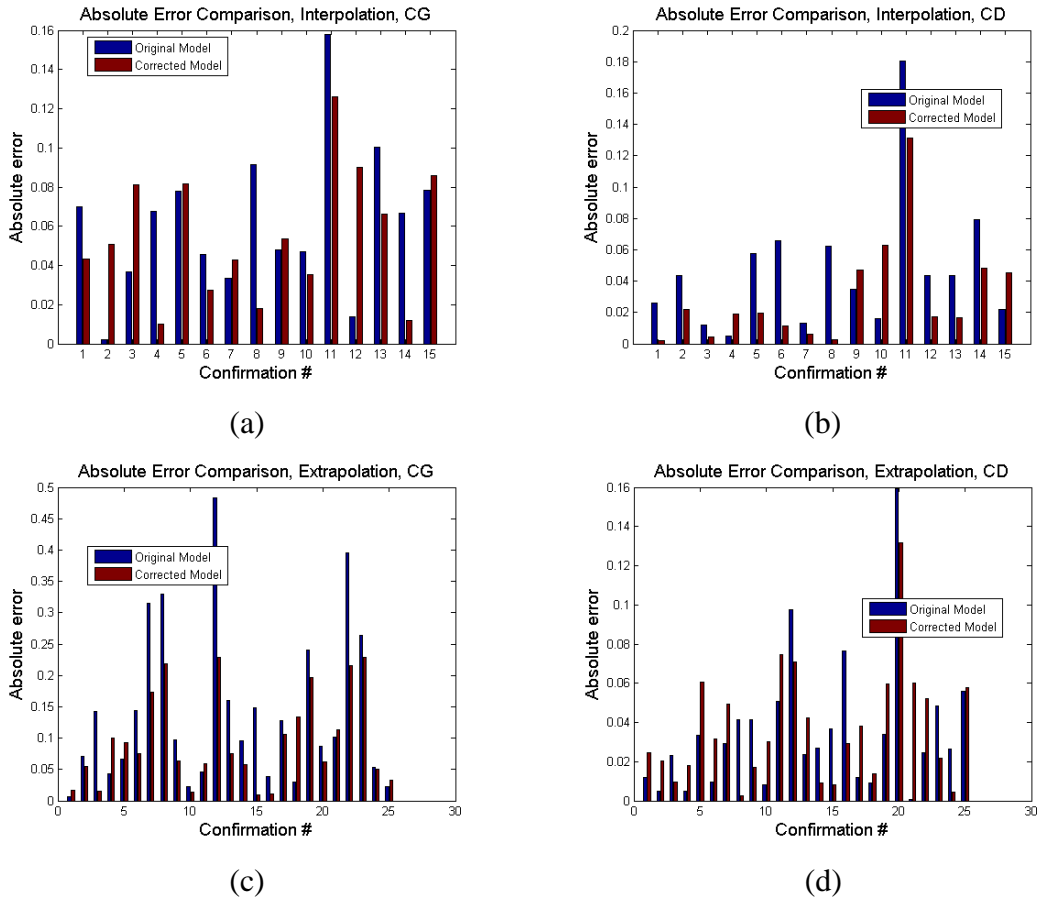 Absolute Error Comparison, Interpolation, CG
0.16
0.14
0.12
0.1
0.08
0.06
0.04
0.02
0
Absolute error
Original Model
Corrected Model
1 2 3 4 5 6 7 8 9 10 11 12 13 14 15
Confirmation #
(a)
Absolute Error Comparison, Interpolation, CD
0.2
0.18
0.16
0.14
0.12
0.1
0.08
0.06
0.04
0.02
0
Absolute error
Original Model
Corrected Model
1 2 3 4 5 6 7 8 9 10 11 12 13 14 15
Confirmation #
(b)
Absolute Error Comparison, Extrapolation, CG
0.5
0.45
0.4
0.35
0.3
0.25
0.2
0.15
0.1
0.05
0
Absolute error
Original Model
Corrected Model
0 5 10 15 20 25 30
Confirmation #
(c)
Absolute Error Comparison, Extrapolation, CD
0.16
0.14
0.12
0.1
0.08
0.06
0.04
0.02
0
Absolute error
Original Model
Corrected Model
0 5 10 15 20 25 30
Confirmation #
(d)